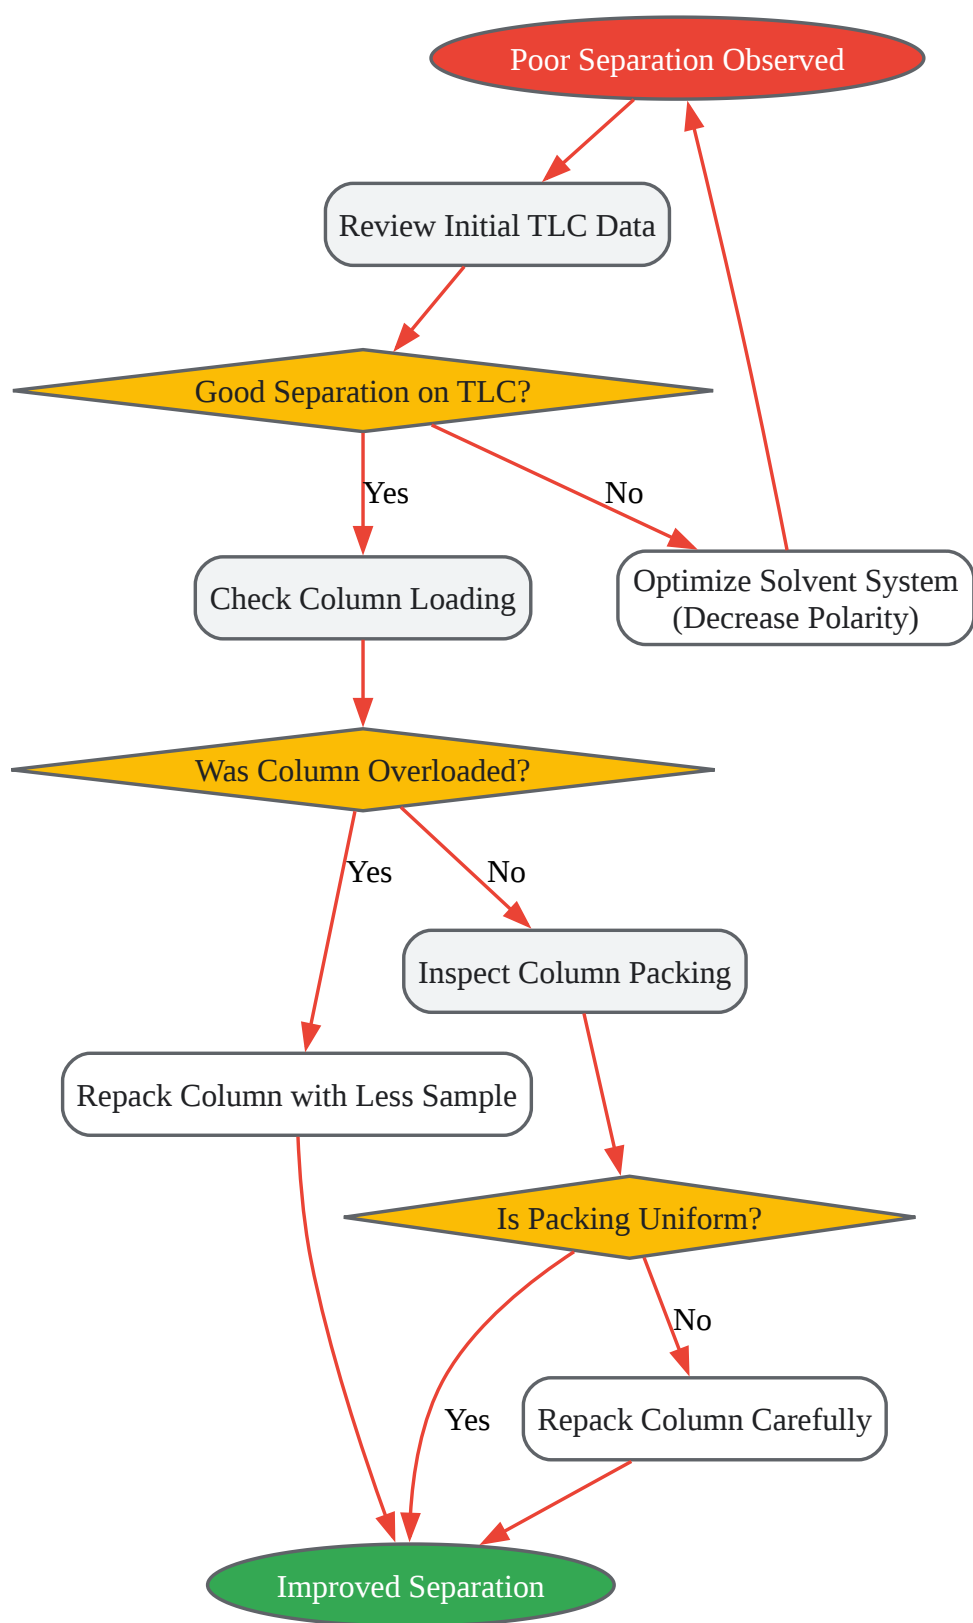 Poor Separation Observed
Review Initial TLC Data
Good Separation on TLC?
Yes
No
Check Column Loading
Optimize Solvent System
(Decrease Polarity)
Was Column Overloaded?
Yes
No
Inspect Column Packing
Repack Column with Less Sample
Is Packing Uniform?
No
Yes
Repack Column Carefully
Improved Separation